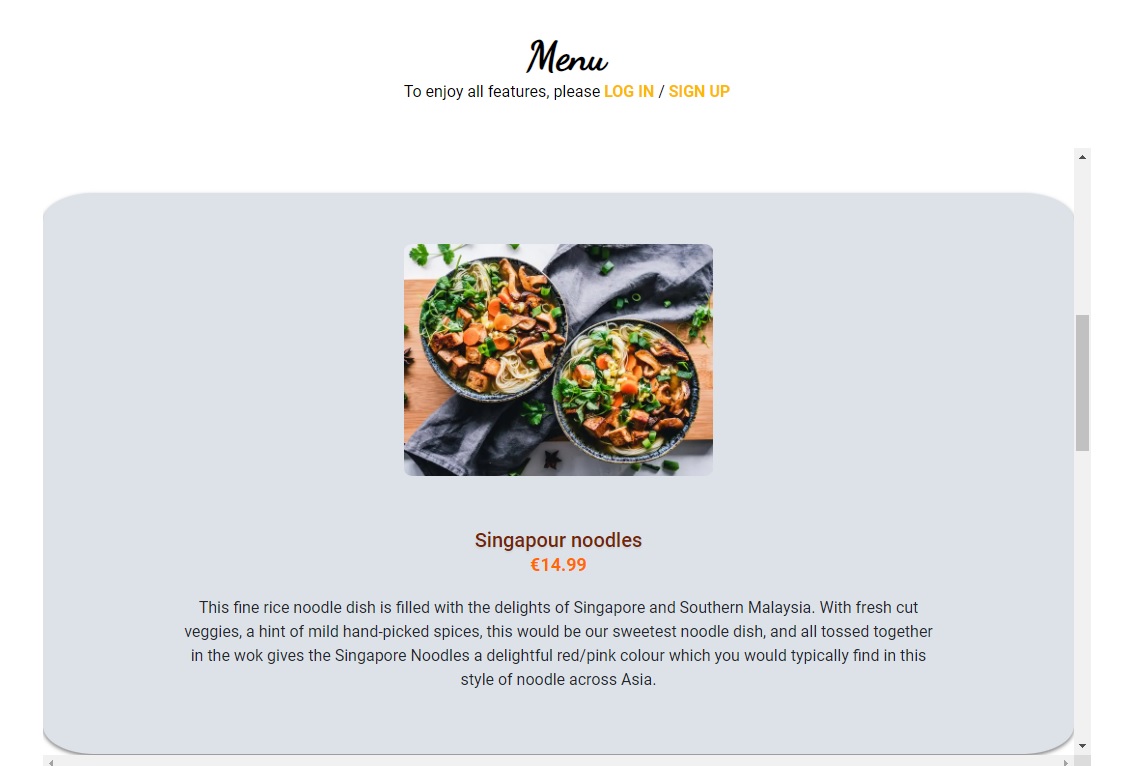 Menu
To enjoy all features, please LOG IN / SIGN UP
Singapour noodles
€14.99
This fine rice noodle dish is filled with the delights of Singapore and Southern Malaysia. With fresh cut
veggies, a hint of mild hand-picked spices, this would be our sweetest noodle dish, and all tossed together
in the wok gives the Singapore Noodles a delightful red/pink colour which you would typically find in this
style of noodle across Asia.